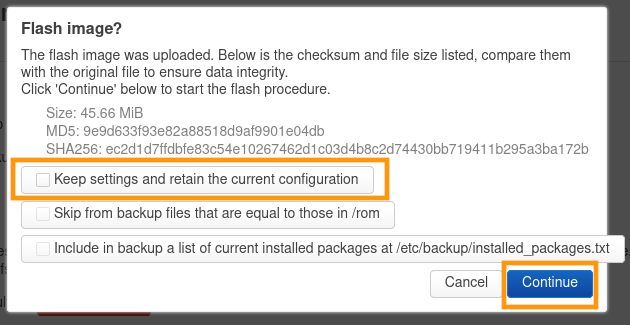 Flash image?
The flash image was uploaded. Below is the checksum and file size listed, compare them
with the original file to ensure data integrity.
Click 'Continue' below to start the flash procedure.
Size: 45.66 MiB
MD5: 9e9d633f93e82a88518d9af9901e04db
SHA256: ec2d1d7ffdbfe83c54e10267462d1c03d4b8c2d74430bb719411b295a3ba172b
Keep settings and retain the current configuration
Skip from backup files that are equal to those in /rom
Include in backup a list of current installed packages at /etc/backup/installed_packages.txt
Cancel Continue